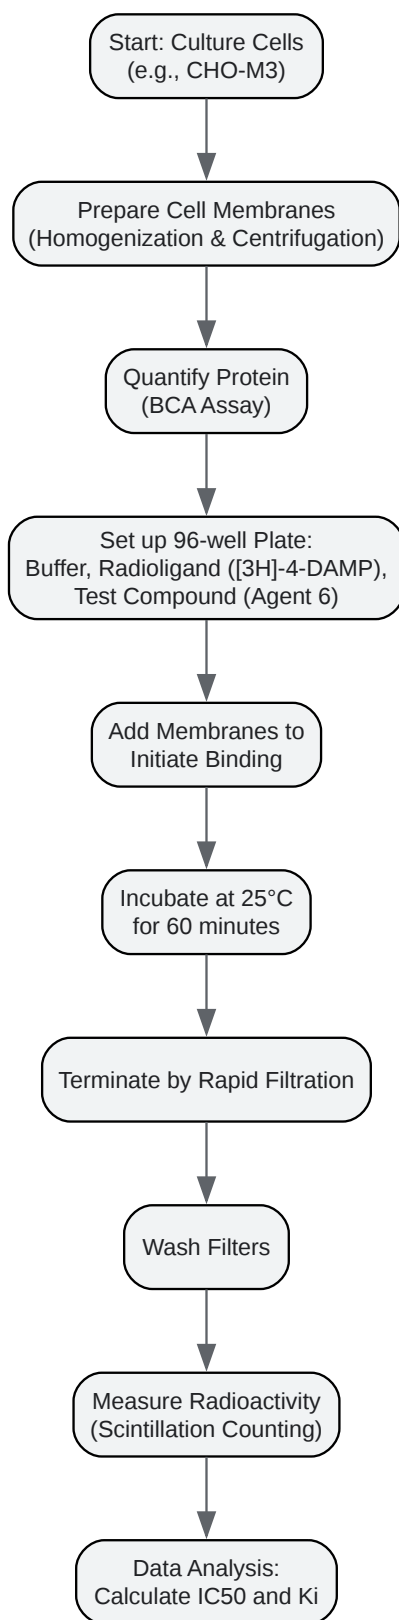 Start: Culture Cells
(e.g., CHO-M3)
Prepare Cell Membranes
(Homogenization & Centrifugation)
Quantify Protein
(BCA Assay)
Set up 96-well Plate:
Buffer, Radioligand ([3H]-4-DAMP),
Test Compound (Agent 6)
Add Membranes to
Initiate Binding
Incubate at 25°C
for 60 minutes
Terminate by Rapid Filtration
Wash Filters
Measure Radioactivity
(Scintillation Counting)
Data Analysis:
Calculate IC50 and Ki